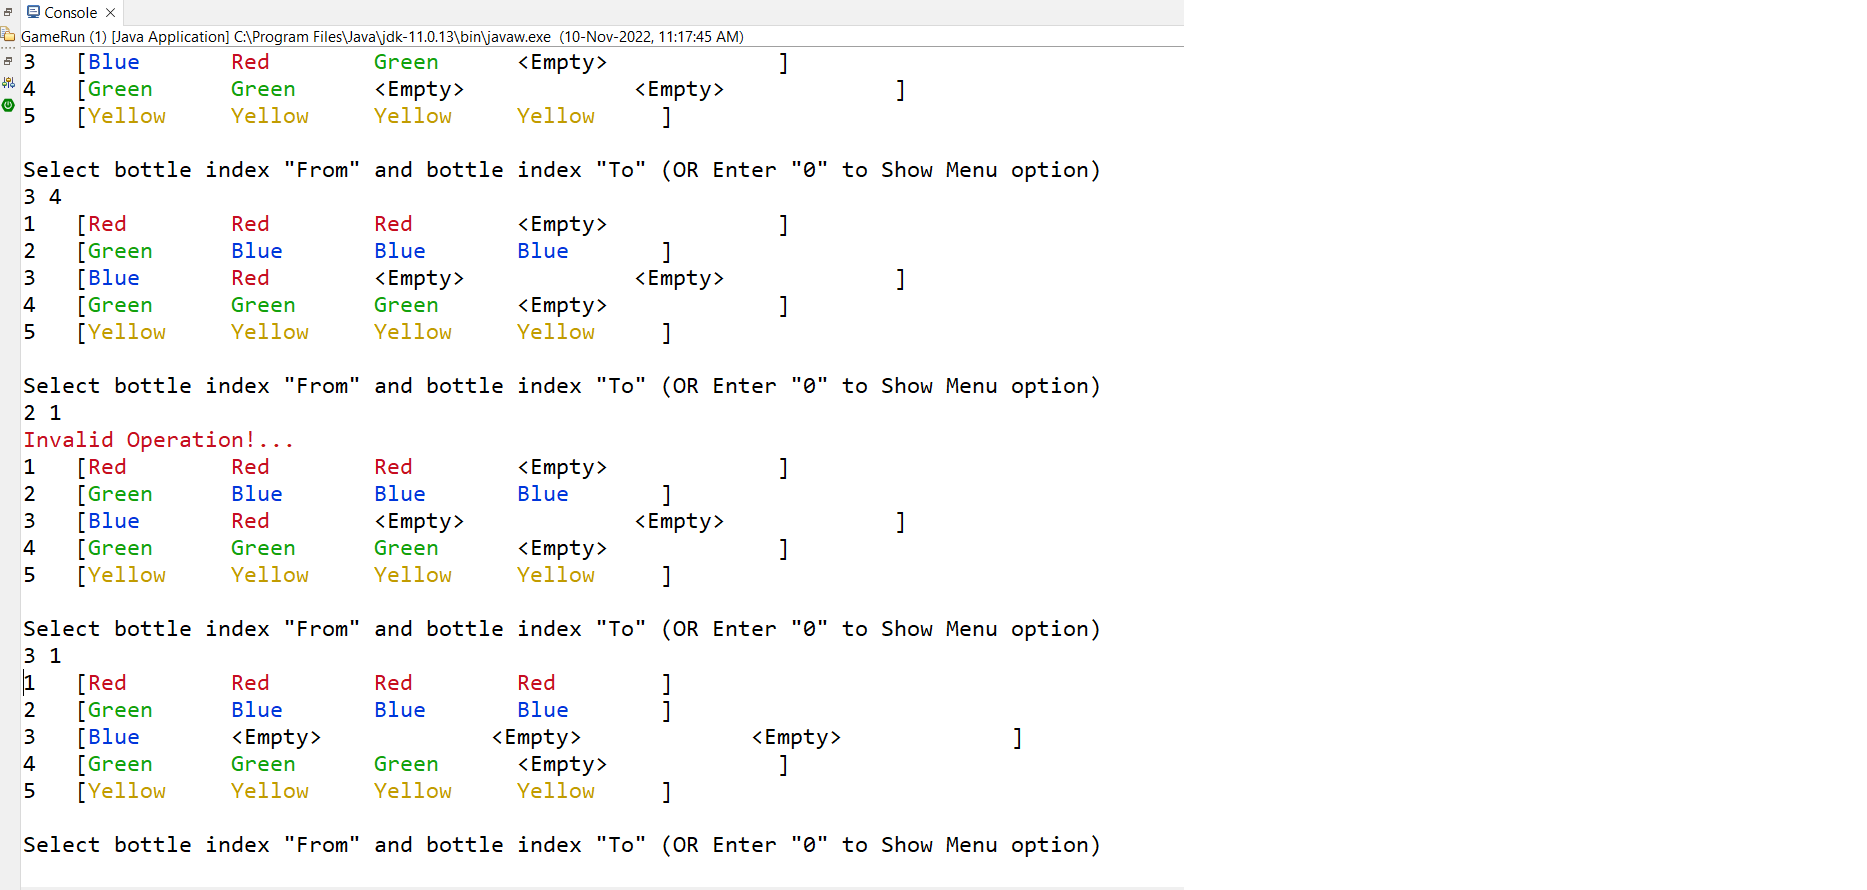 Console
GameRun (1) [Java Application] C:\Program Files\Java\jdk-11.0.13\bin\javaw.exe (10-Nov-2022, 11:17:45 AM)
3 [Blue Red Green <Empty> ]
4 [Green Green <Empty> <Empty> ]
5 [Yellow Yellow Yellow Yellow ]
Select bottle index "From" and bottle index "To" (OR Enter "0" to Show Menu option)
3 4
1 [Red Red Red <Empty> ]
2 [Green Blue Blue Blue ]
3 [Blue Red <Empty> <Empty> ]
4 [Green Green Green <Empty> ]
5 [Yellow Yellow Yellow Yellow ]
Select bottle index "From" and bottle index "To" (OR Enter "0" to Show Menu option)
2 1
Invalid Operation!...
1 [Red Red Red <Empty> ]
2 [Green Blue Blue Blue ]
3 [Blue Red <Empty> <Empty> ]
4 [Green Green Green <Empty> ]
5 [Yellow Yellow Yellow Yellow ]
Select bottle index "From" and bottle index "To" (OR Enter "0" to Show Menu option)
3 1
1 [Red Red Red Red ]
2 [Green Blue Blue Blue ]
3 [Blue <Empty> <Empty> <Empty> ]
4 [Green Green Green <Empty> ]
5 [Yellow Yellow Yellow Yellow ]
Select bottle index "From" and bottle index "To" (OR Enter "0" to Show Menu option)